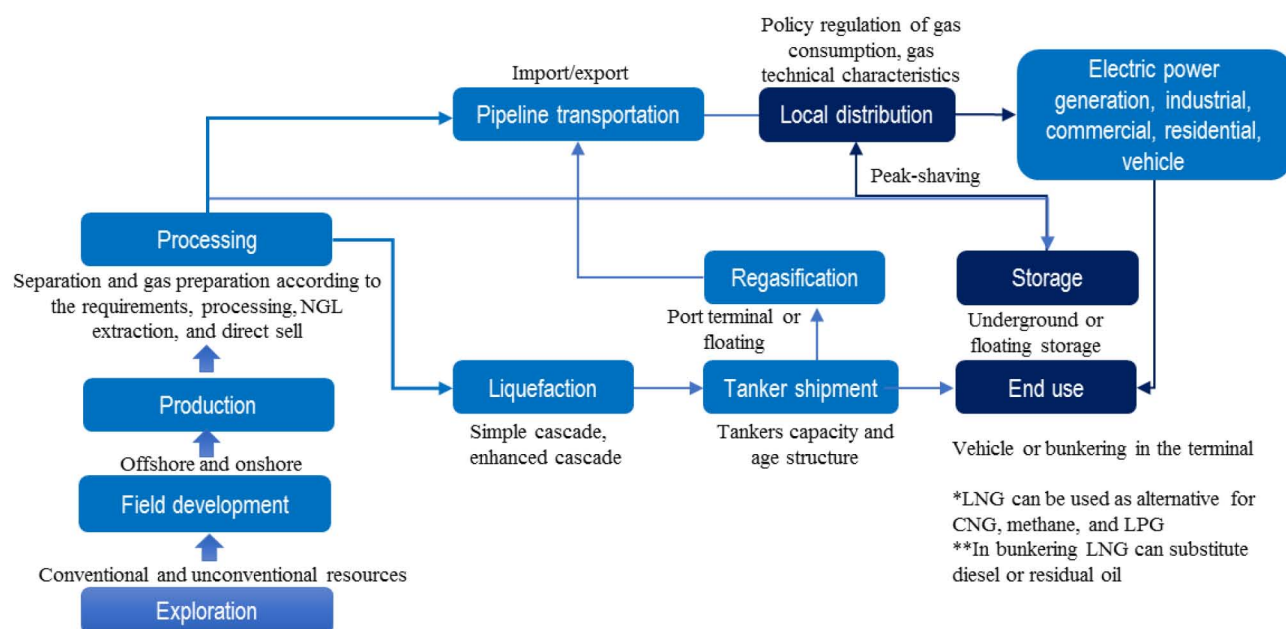 Policy regulation of gas
consumption, gas
technical characteristics
Import/export
Pipeline transportation
Local distribution
Electric power
generation, industrial,
commercial, residential,
vehicle
Peak-shaving
Processing
Separation and gas preparation according to
the requirements, processing, NGL
extraction, and direct sell
Regasification
Port terminal or
floating
Storage
Underground or
floating storage
Production
Offshore and onshore
Liquefaction
Simple cascade,
enhanced cascade
Tanker shipment
Tankers capacity and
age structure
End use
Vehicle or bunkering in the terminal
*LNG can be used as alternative for
CNG, methane, and LPG
**In bunkering LNG can substitute
diesel or residual oil
Field development
Conventional and unconventional resources
Exploration